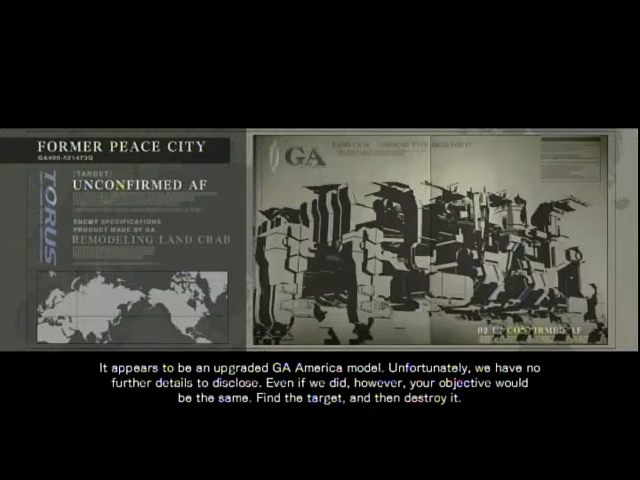 FORMER PEACE CITY
TORUS
[TARGET]
UNCONFIRMED AF
ENEMY SPECIFICATIONS
PRODUCT MADE BY GA
REMODELING LAND CRAB
GA
02 UNCONFIRMED AF
It appears to be an upgraded GA America model. Unfortunately, we have no
further details to disclose. Even if we did, however, your objective would
be the same. Find the target, and then destroy it.